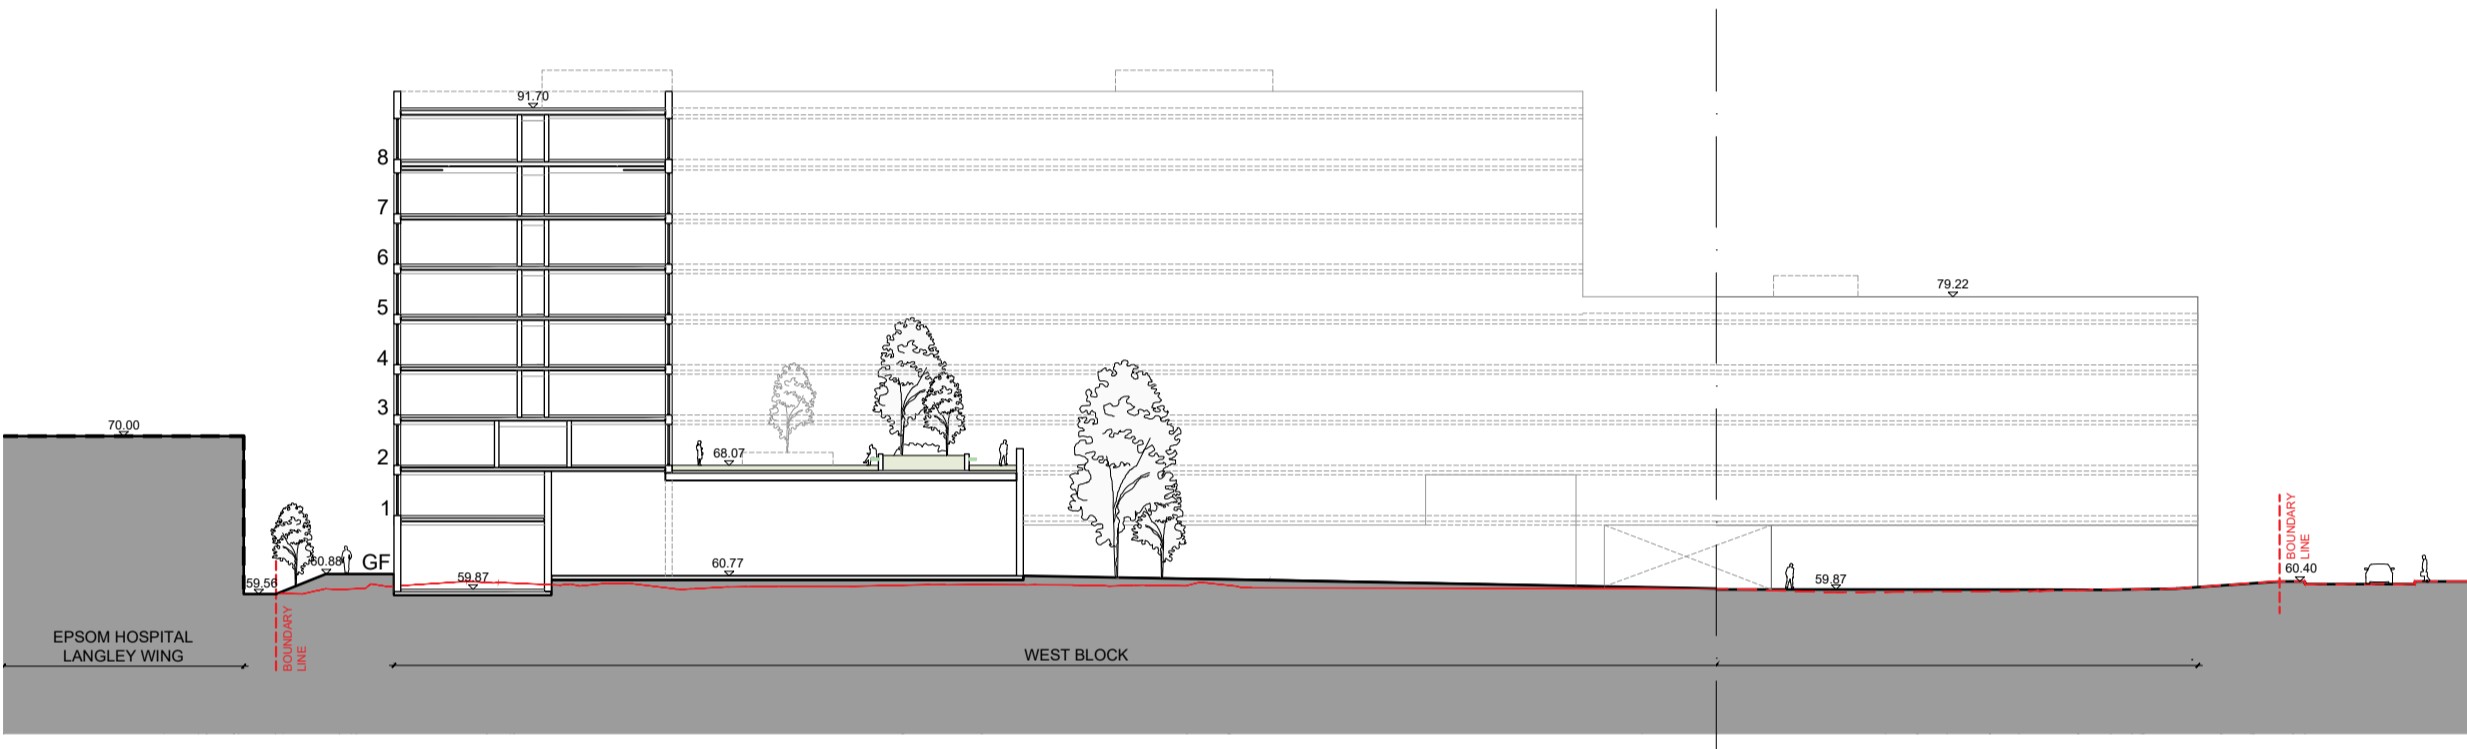 91.70
8
7
6
5
79.22
4
3
70.00
2
68.07
1
GF
60.88
59.56
59.87
60.77
59.87
60.40
BOUNDARY
LINE
BOUNDARY
LINE
EPSOM HOSPITAL
LANGLEY WING
WEST BLOCK